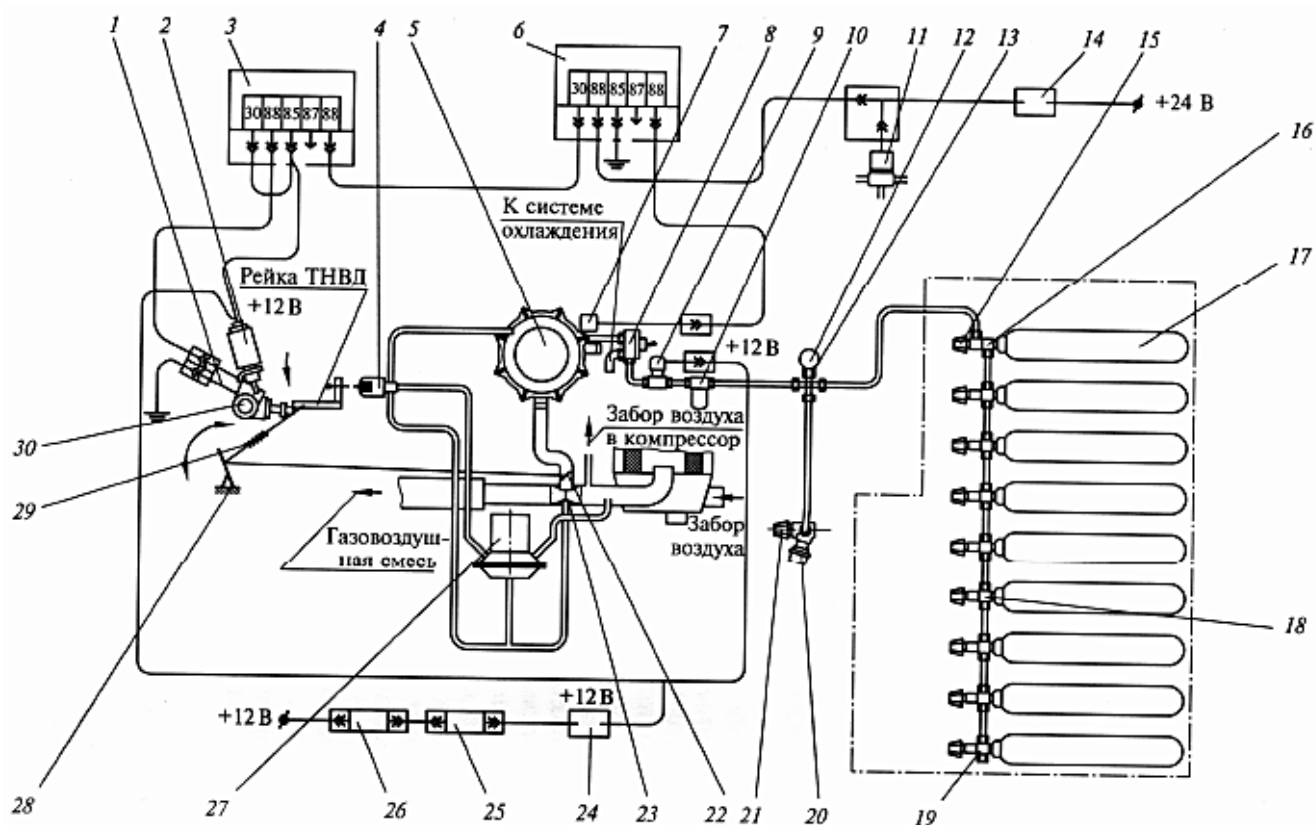 1 2 3 4 5 6 7 8 9 10 11 12 13 14 15
30 88 85 87 88
30 88 85 87 88
+24 В
16
К системе
охлаждения
17
Рейка ТНВД
+12 В
+12 В
Забор воздуха
в компрессор
30
29
Газовоздуш-
ная смесь
Забор
воздуха
18
+12 В
+12 В
28 27 26 25 24 23 22 21 20 19